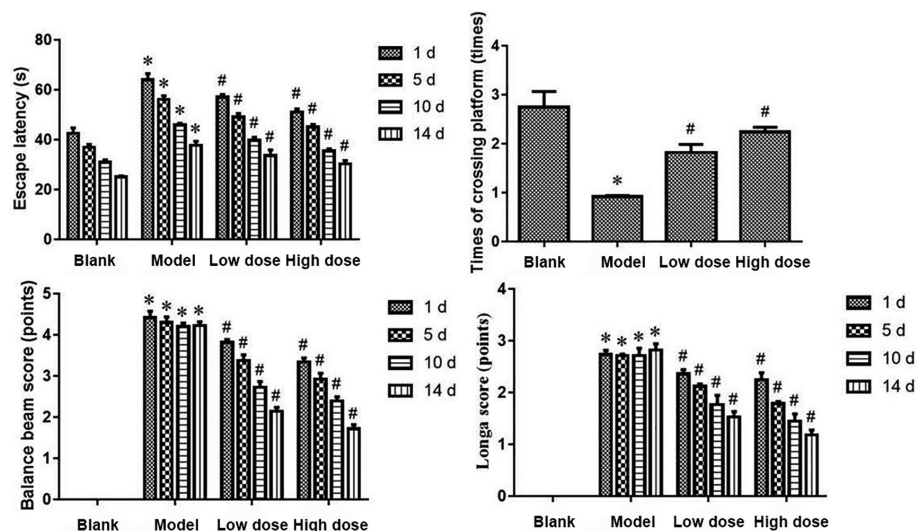 Escape latency (s)
80
60
40
20
0
* * * *
# # # #
# # # #
Blank Model Low dose High dose
1 d
5 d
10 d
14 d
Times of crossing platform (times)
4
3
2
1
0
*
#
#
Blank Model Low dose High dose
Balance beam score (points)
5
4
3
2
1
0
* * * *
# # # #
# # # #
Blank Model Low dose High dose
1 d
5 d
10 d
14 d
Longa score (points)
4
3
2
1
0
* * * *
# # # #
# # # #
Blank Model Low dose High dose
1 d
5 d
10 d
14 d